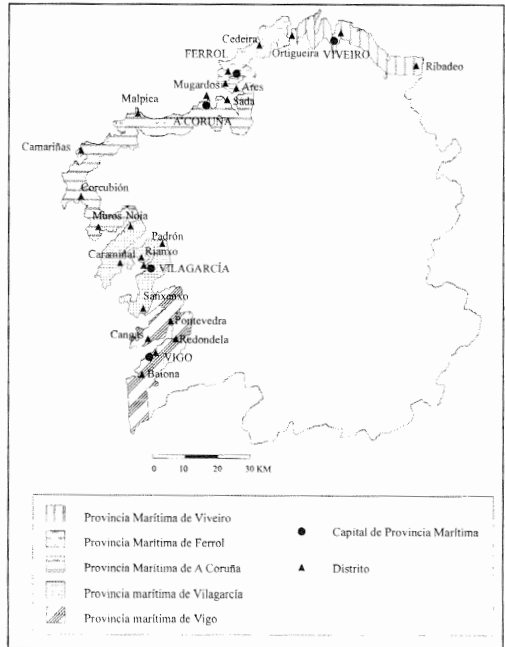 Cedeira
Ortigueira
FERROL
VIVEIRO
Ribadeo
Mugardos
Ares
Malpica
Sada
A CORUÑA
Camariñas
Corcubión
Muros Noia
Padrón
Caramiñal
Rianxo
VILAGARCÍA
Sanxenxo
Pontevedra
Cangas
Redondela
VIGO
Baiona
0 10 20 30 KM
Provincia Marítima de Viveiro
Provincia Marítima de Ferrol
Provincia Marítima de A Coruña
Provincia marítima de Vilagarcía
Provincia marítima de Vigo
Capital de Provincia Marítima
Distrito